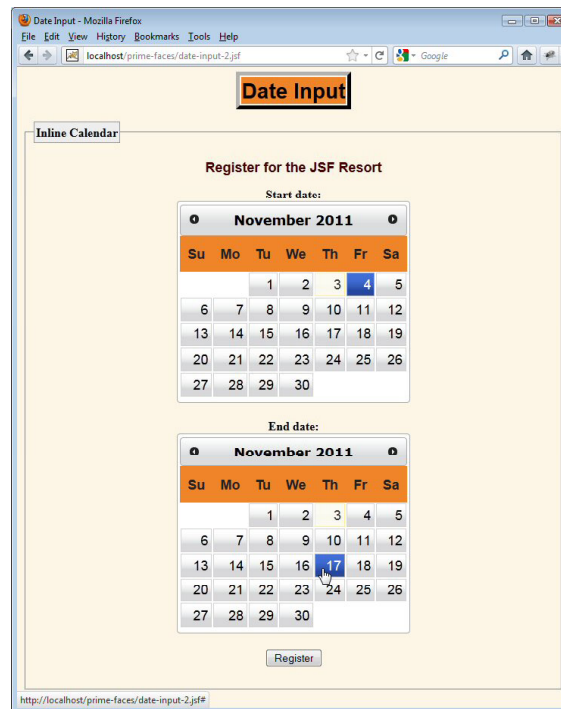 Date Input - Mozilla Firefox
File Edit View History Bookmarks Tools Help
localhost/prime-faces/date-input-2.jsf Google
Date Input
Inline Calendar
Register for the JSF Resort
Start date:
November 2011
Su Mo Tu We Th Fr Sa
1 2 3 4 5
6 7 8 9 10 11 12
13 14 15 16 17 18 19
20 21 22 23 24 25 26
27 28 29 30
End date:
November 2011
Su Mo Tu We Th Fr Sa
1 2 3 4 5
6 7 8 9 10 11 12
13 14 15 16 17 18 19
20 21 22 23 24 25 26
27 28 29 30
Register
http://localhost/prime-faces/date-input-2.jsf#